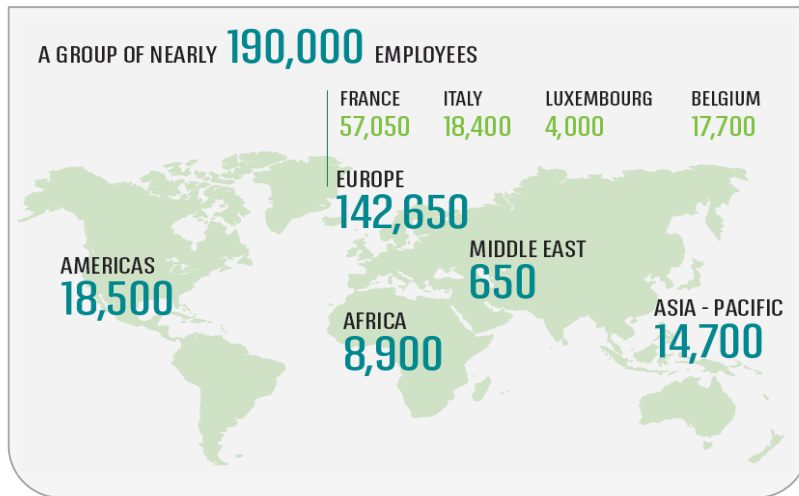 A GROUP OF NEARLY 190,000 EMPLOYEES
FRANCE ITALY LUXEMBOURG BELGIUM
57,050 18,400 4,000 17,700
EUROPE
142,650
MIDDLE EAST
650
AMERICAS
18,500
AFRICA
8,900
ASIA - PACIFIC
14,700